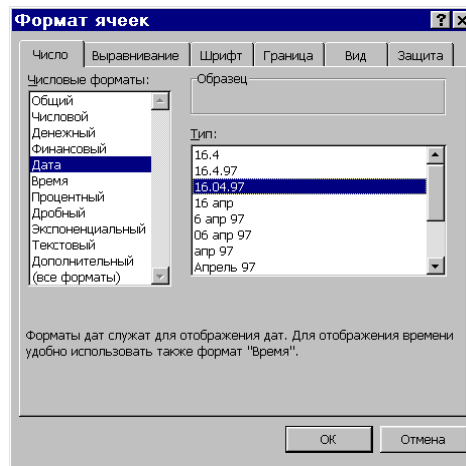 Формат ячеек
Число Выравнивание Шрифт Граница Вид Защита
Числовые форматы:
Общий
Числовой
Денежный
Финансовый
Дата
Время
Процентный
Дробный
Экспоненциальный
Текстовый
Дополнительный
(все форматы)
Образец
Тип:
16.4
16.4.97
16.04.97
16 апр
6 апр 97
06 апр 97
апр 97
Апрель 97
Форматы дат служат для отображения дат. Для отображения времени
удобно использовать также формат "Время".
ОК Отмена